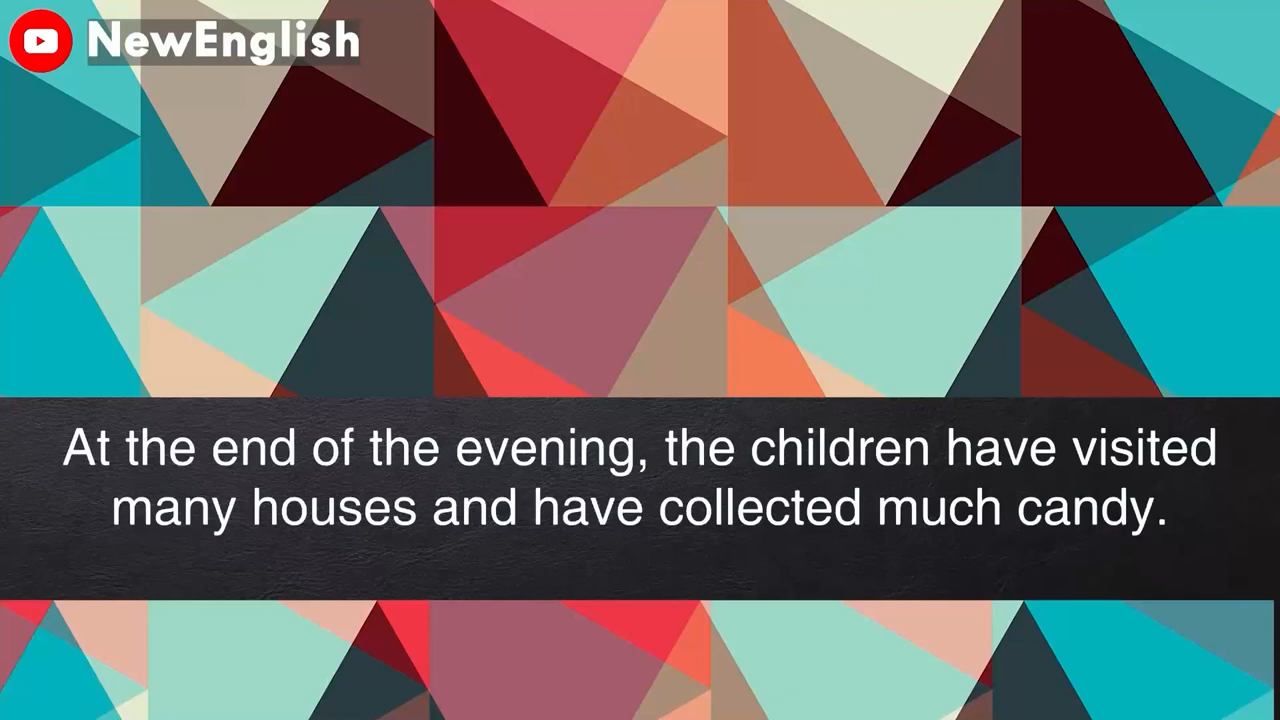 NewEnglish
At the end of the evening, the children have visited
many houses and have collected much candy.